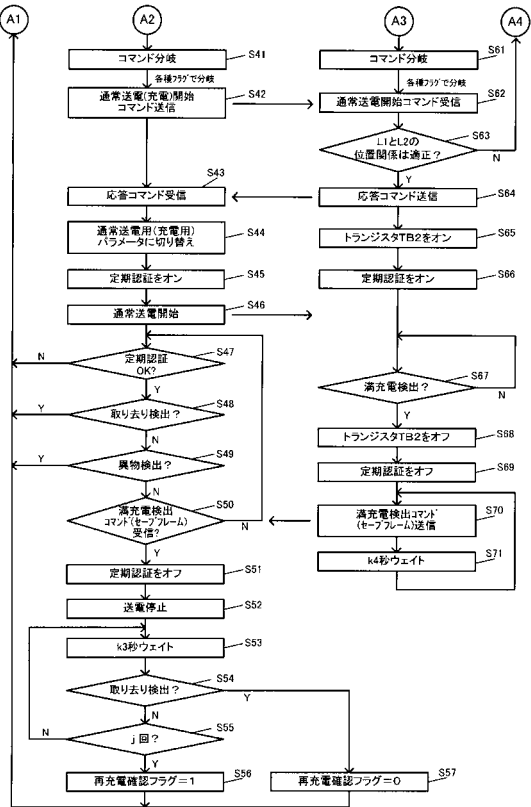 A1
A2
A3
A4
コマンド分岐
S41
各種フラグで分岐
通常送電(充電)開始
コマンド送信
S42
S43
応答コマンド受信
通常送電用(充電用)
パラメータに切り替え
S44
定期認証をオン
S45
通常送電開始
S46
定期認証
OK?
S47
N
Y
取り去り検出?
S48
Y
N
異物検出?
S49
Y
N
満充電検出
コマンド(セーブフレーム)
受信?
S50
N
Y
定期認証をオフ
S51
送電停止
S52
k3秒ウェイト
S53
取り去り検出?
S54
Y
N
j回?
S55
N
Y
再充電確認フラグ=1
S56
再充電確認フラグ=0
S57
コマンド分岐
S61
各種フラグで分岐
通常送電開始コマンド受信
S62
L1とL2の
位置関係は適正?
S63
N
Y
応答コマンド送信
S64
トランジスタTB2をオン
S65
定期認証をオン
S66
満充電検出?
S67
N
Y
トランジスタTB2をオフ
S68
定期認証をオフ
S69
満充電検出コマンド
(セーブフレーム)送信
S70
k4秒ウェイト
S71